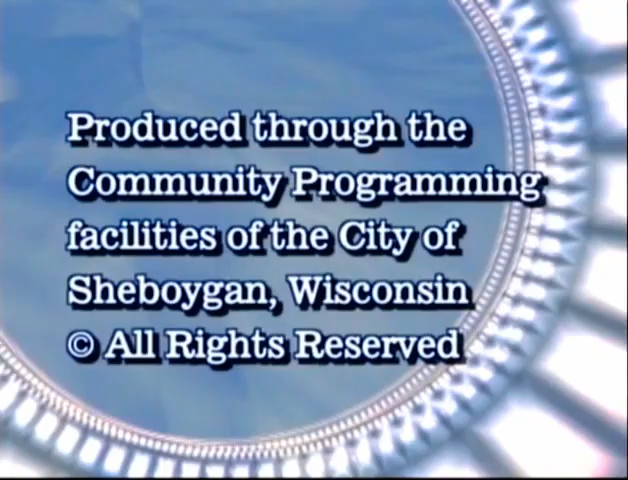 Produced through the
Community Programming
facilities of the City of
Sheboygan, Wisconsin
© All Rights Reserved